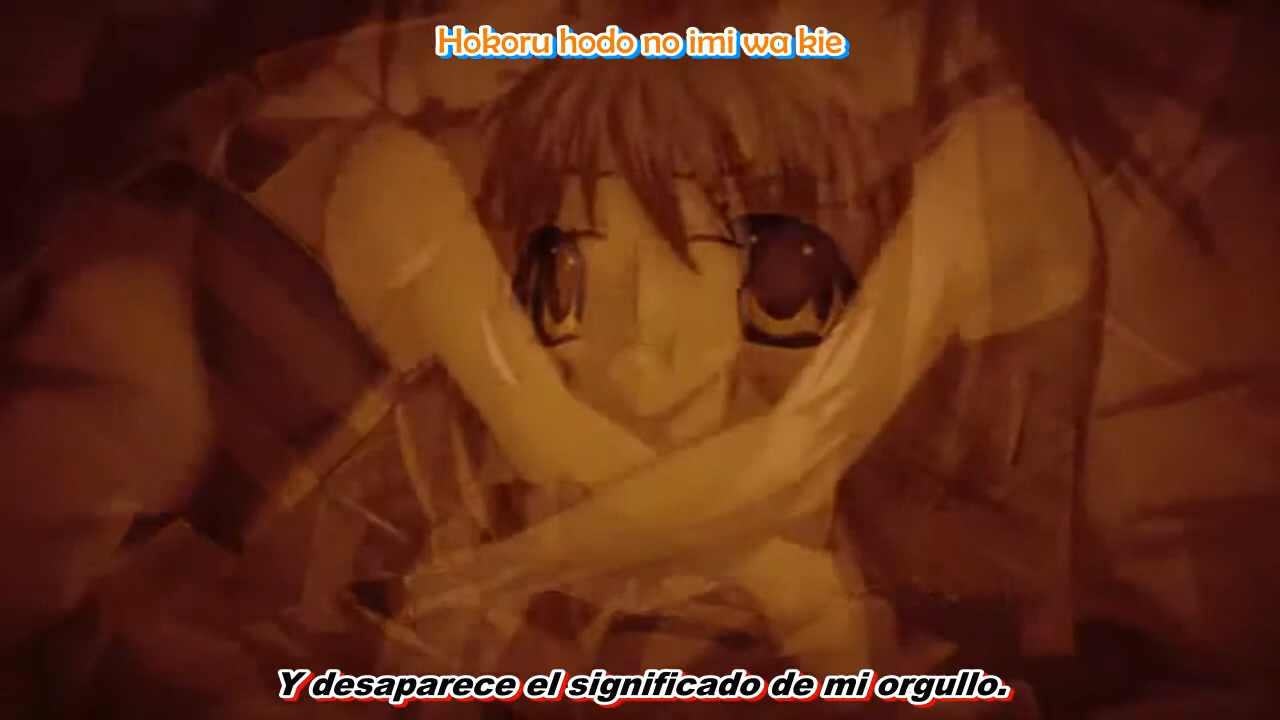 Hokoru hodo no imi wa kie
Y desaparece el significado de mi orgullo.